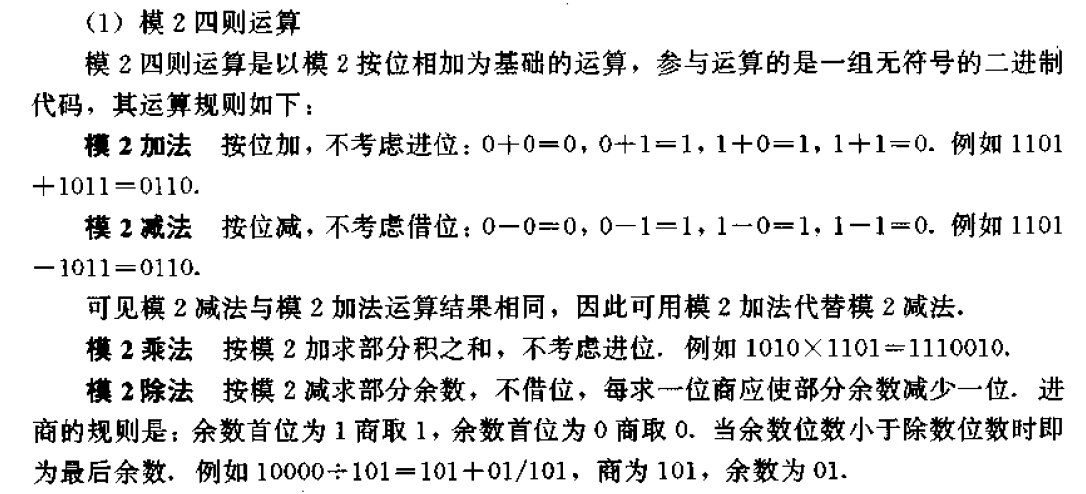 (1) 模 2 四则运算
模 2 四则运算是以模 2 按位相加为基础的运算，参与运算的是一组无符号的二进制
代码，其运算规则如下：
模 2 加法 按位加，不考虑进位：0+0=0，0+1=1，1+0=1，1+1=0. 例如 1101
+1011=0110.
模 2 减法 按位减，不考虑借位：0-0=0，0-1=1，1-0=1，1-1=0. 例如 1101
-1011=0110.
可见模 2 减法与模 2 加法运算结果相同，因此可用模 2 加法代替模 2 减法.
模 2 乘法 按模 2 加求部分积之和，不考虑进位. 例如 1010×1101=1110010.
模 2 除法 按模 2 减求部分余数，不借位，每求一位商应使部分余数减少一位. 进
商的规则是：余数首位为 1 商取 1，余数首位为 0 商取 0. 当余数位数小于除数位数时即
为最后余数. 例如 10000÷101=101+01/101，商为 101，余数为 01.